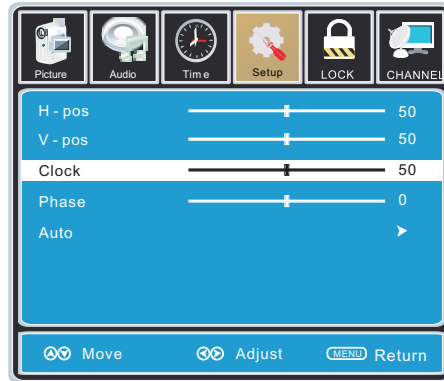 Picture Audio Time Setup LOCK CHANNEL
H - pos 50
V - pos 50
Clock 50
Phase 0
Auto
Move Adjust MENU Return